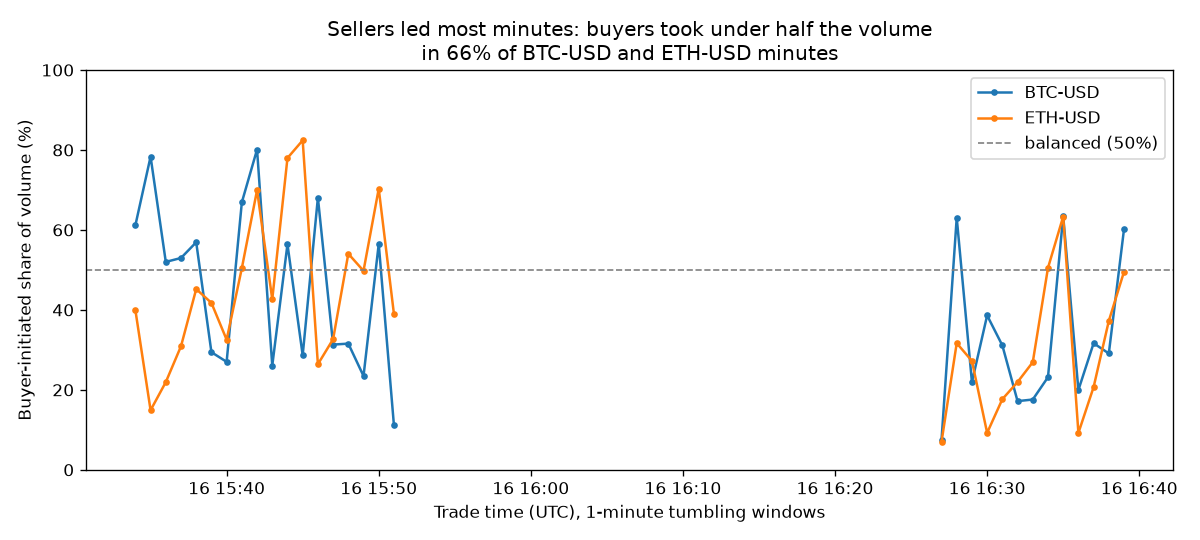 Sellers led most minutes: buyers took under half the volume
in 66% of BTC-USD and ETH-USD minutes
Buyer-initiated share of volume (%)
100
80
60
40
20
0
BTC-USD
ETH-USD
balanced (50%)
16 15:40
16 15:50
16 16:00
16 16:10
16 16:20
16 16:30
16 16:40
Trade time (UTC), 1-minute tumbling windows